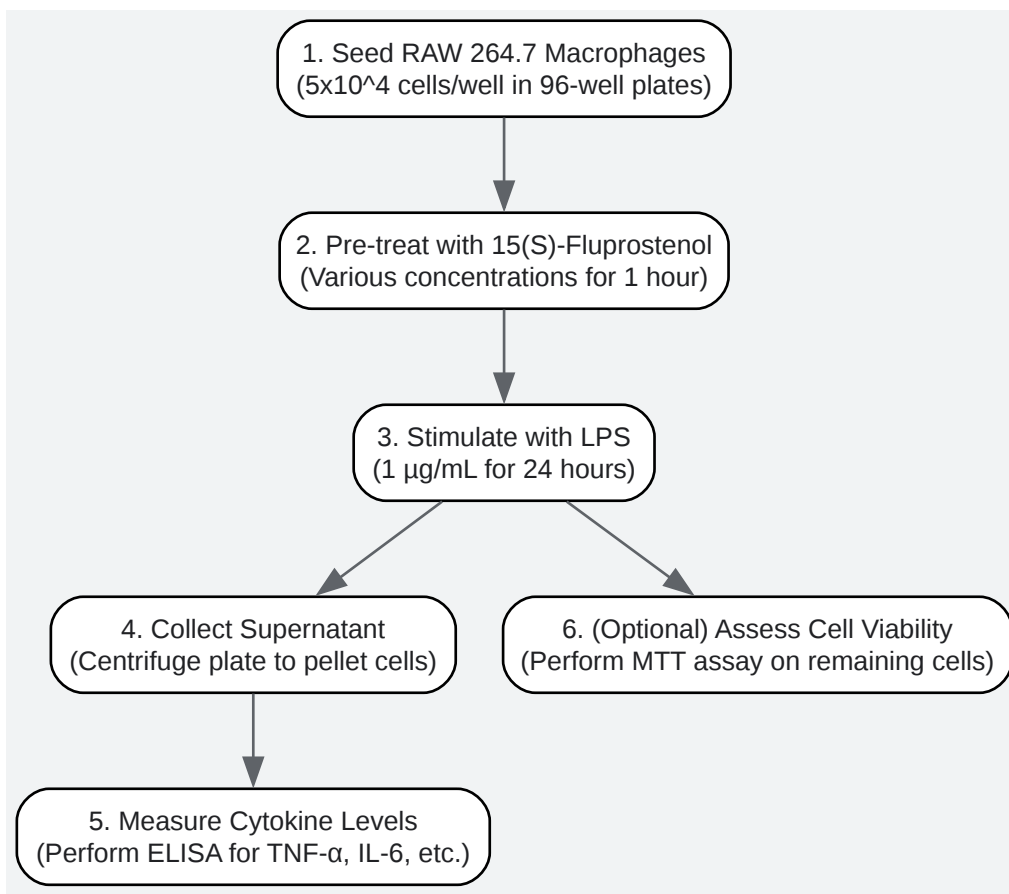 1. Seed RAW 264.7 Macrophages
(5x10^4 cells/well in 96-well plates)
2. Pre-treat with 15(S)-Fluprostenol
(Various concentrations for 1 hour)
3. Stimulate with LPS
(1 µg/mL for 24 hours)
4. Collect Supernatant
(Centrifuge plate to pellet cells)
6. (Optional) Assess Cell Viability
(Perform MTT assay on remaining cells)
5. Measure Cytokine Levels
(Perform ELISA for TNF-α, IL-6, etc.)